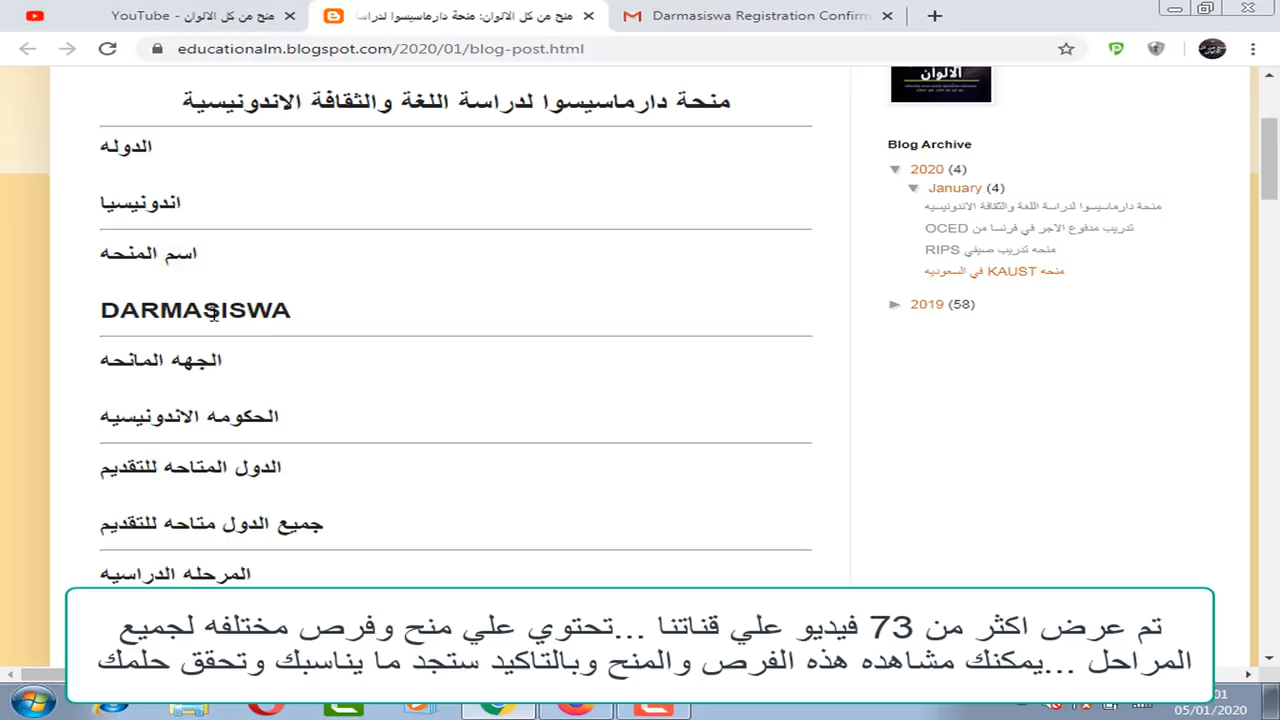 YouTube - منح من كل الالوان
منح من كل الالوان: منحة دارماسيسوا لدراسا
Darmasiswa Registration Confirm
educationalm.blogspot.com/2020/01/blog-post.html
الالوان
منحة دارماسيسوا لدراسة اللغة والثقافة الاندونيسية
الدوله
اندونيسيا
اسم المنحه
DARMASISWA
الجهه المانحه
الحكومه الاندونيسيه
الدول المتاحه للتقديم
جميع الدول متاحه للتقديم
المرحله الدراسيه
Blog Archive
2020 (4)
January (4)
منحة دارماسيسوا لدراسة اللغة والثقافة الاندونيسيه
تدريب مدفوع الاجر في فرنسا من OCED
منحه تدريب صيفي RIPS
منحه KAUST في السعوديه
2019 (58)
تم عرض اكثر من 73 فيديو علي قناتنا ...تحتوي علي منح وفرص مختلفه لجميع
المراحل ...يمكنك مشاهده هذه الفرص والمنح وبالتاكيد ستجد ما يناسبك وتحقق حلمك
05/01/2020